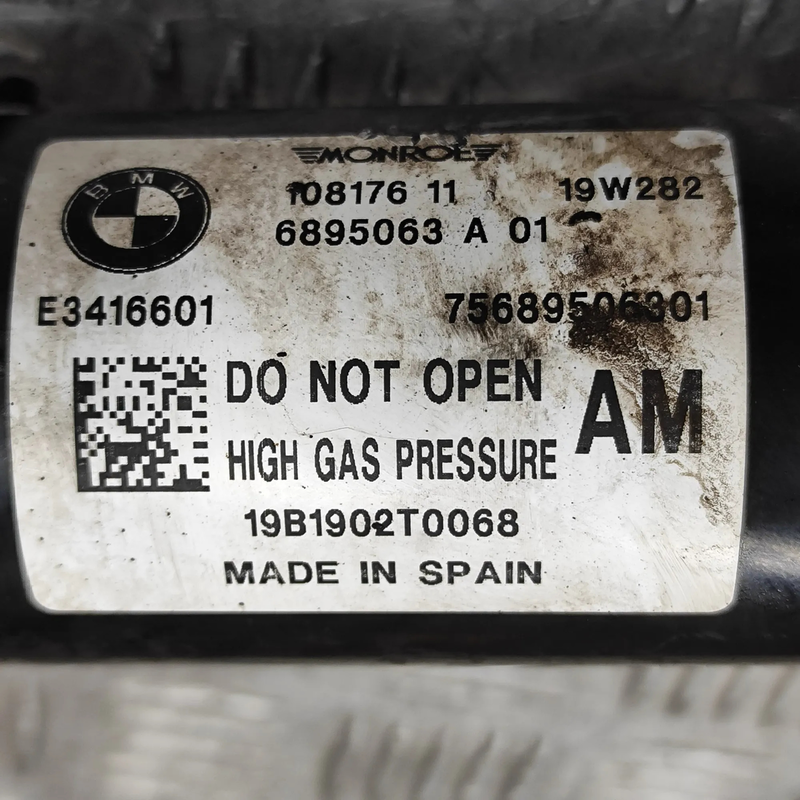 MONROE
BMW
108176 11 19W282
6895063 A 01
E3416601 75689506301
DO NOT OPEN
HIGH GAS PRESSURE
AM
19B1902T0068
MADE IN SPAIN